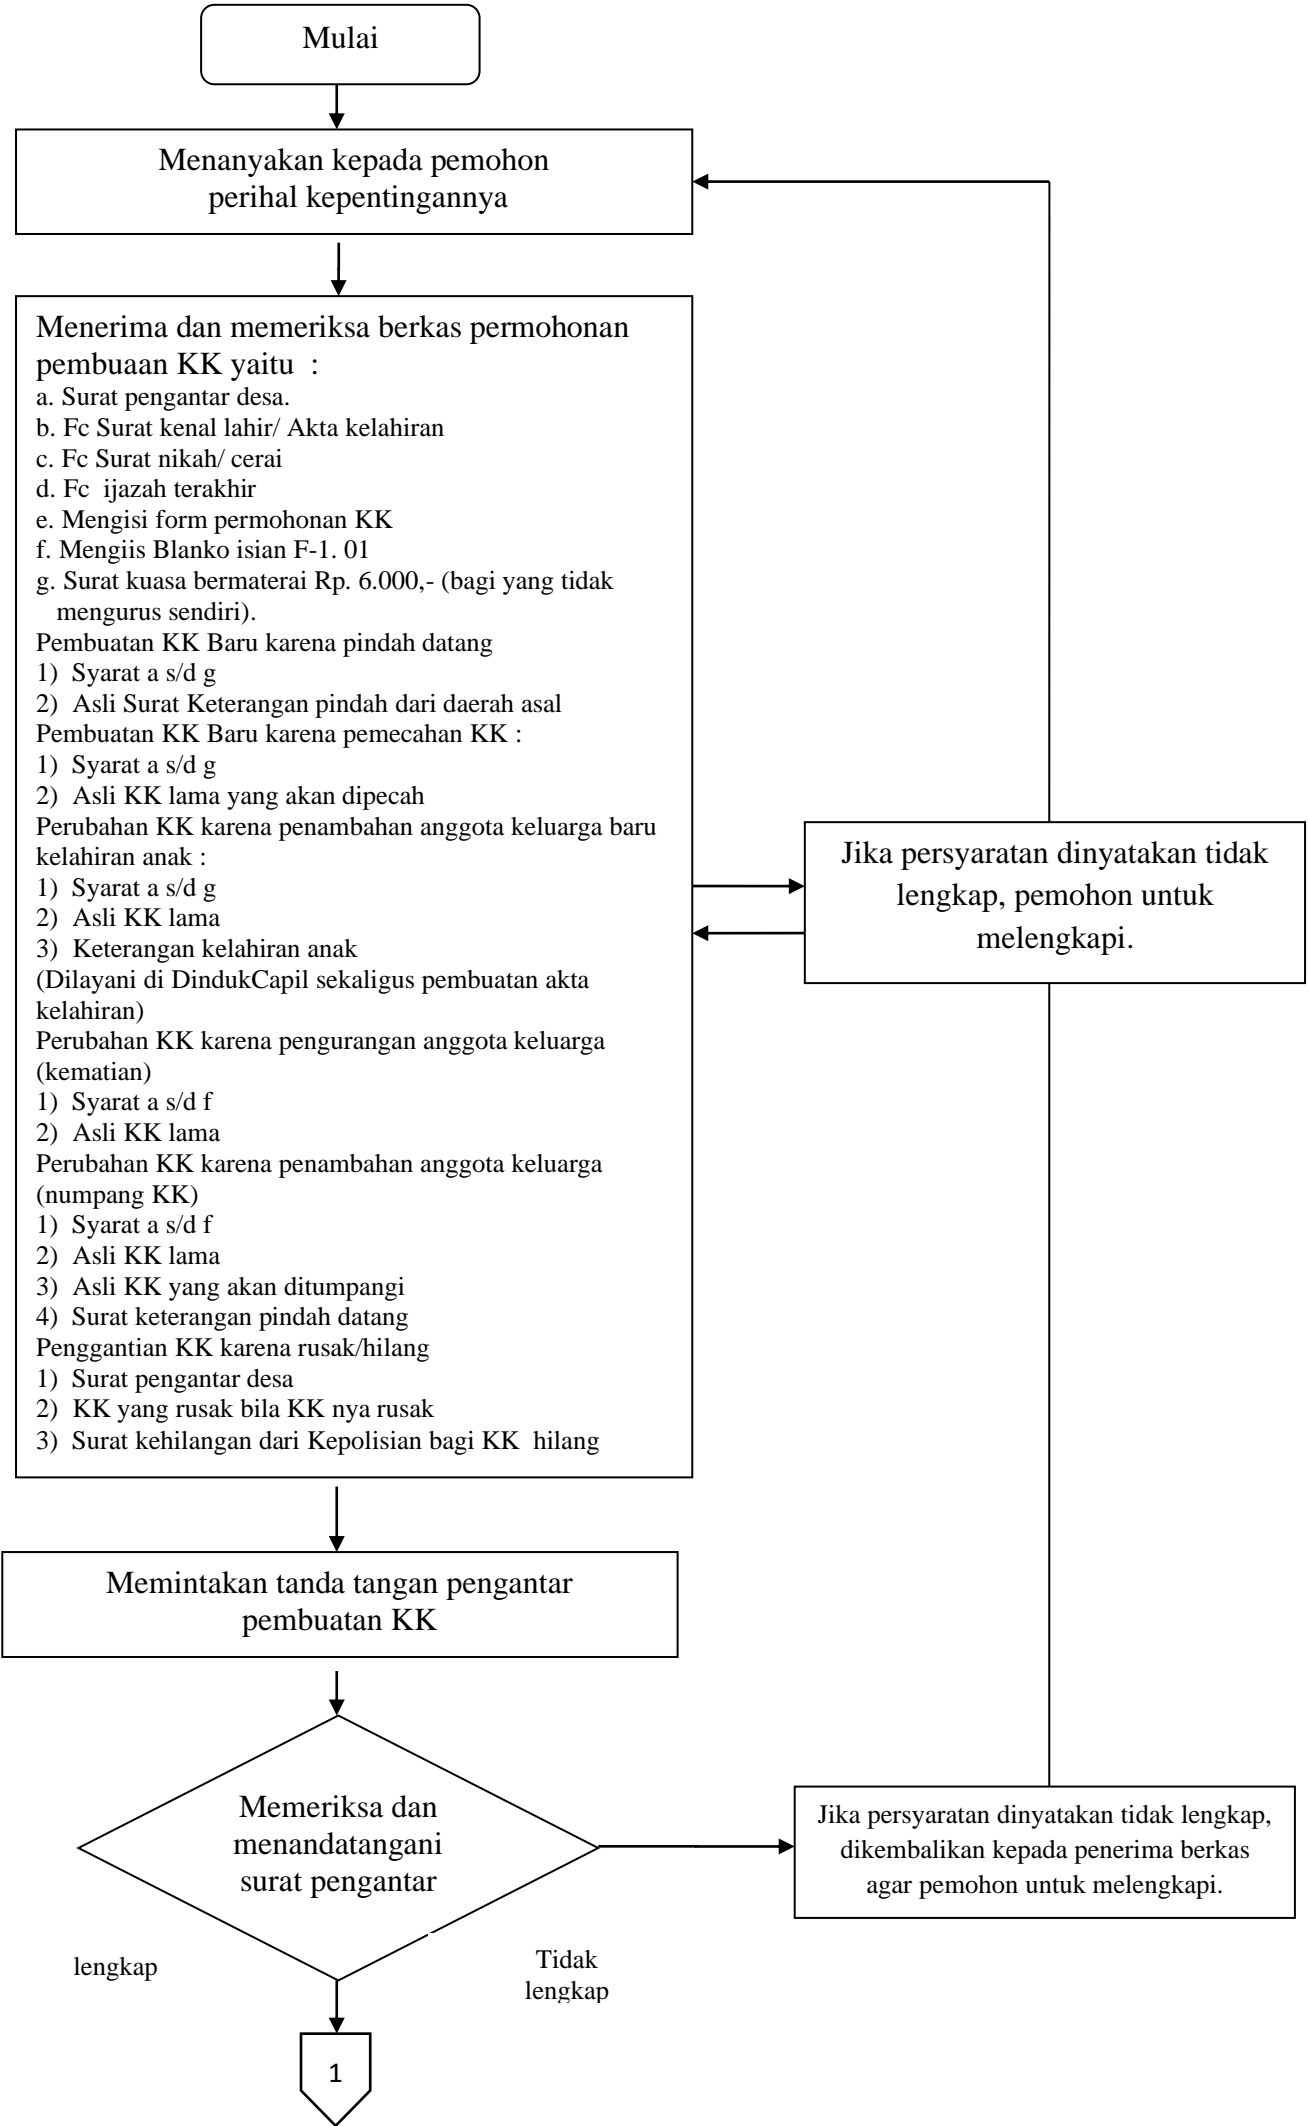 Mulai
Menanyakan kepada pemohon
perihal kepentingannya
Menerima dan memeriksa berkas permohonan
pembuaan KK yaitu  :
a. Surat pengantar desa.
b. Fc Surat kenal lahir/ Akta kelahiran
c. Fc Surat nikah/ cerai
d. Fc  ijazah terakhir
e. Mengisi form permohonan KK
f. Mengiis Blanko isian F-1. 01
g. Surat kuasa bermaterai Rp. 6.000,- (bagi yang tidak
mengurus sendiri).
Pembuatan KK Baru karena pindah datang
1)  Syarat a s/d g
2)  Asli Surat Keterangan pindah dari daerah asal
Pembuatan KK Baru karena pemecahan KK :
1)  Syarat a s/d g
2)  Asli KK lama yang akan dipecah
Perubahan KK karena penambahan anggota keluarga baru
kelahiran anak :
1)  Syarat a s/d g
2)  Asli KK lama
3)  Keterangan kelahiran anak
(Dilayani di DindukCapil sekaligus pembuatan akta
kelahiran)
Perubahan KK karena pengurangan anggota keluarga
(kematian)
1)  Syarat a s/d f
2)  Asli KK lama
Perubahan KK karena penambahan anggota keluarga
(numpang KK)
1)  Syarat a s/d f
2)  Asli KK lama
3)  Asli KK yang akan ditumpangi
4)  Surat keterangan pindah datang
Penggantian KK karena rusak/hilang
1)  Surat pengantar desa
2)  KK yang rusak bila KK nya rusak
3)  Surat kehilangan dari Kepolisian bagi KK  hilang
Jika persyaratan dinyatakan tidak
lengkap, pemohon untuk
melengkapi.
Memintakan tanda tangan pengantar
pembuatan KK
Memeriksa dan
menandatangani
surat pengantar
Jika persyaratan dinyatakan tidak lengkap,
dikembalikan kepada penerima berkas
agar pemohon untuk melengkapi.
lengkap
Tidak
lengkap
1